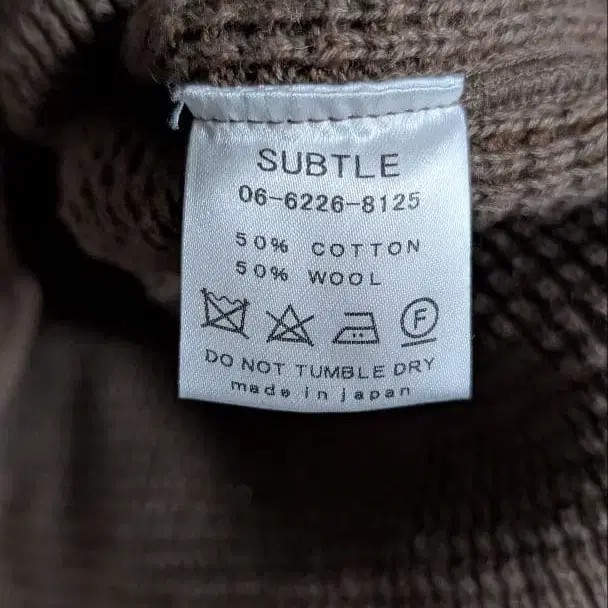 SUBTLE
06-6226-8125
50% COTTON
50% WOOL
F
DO NOT TUMBLE DRY
made in japan